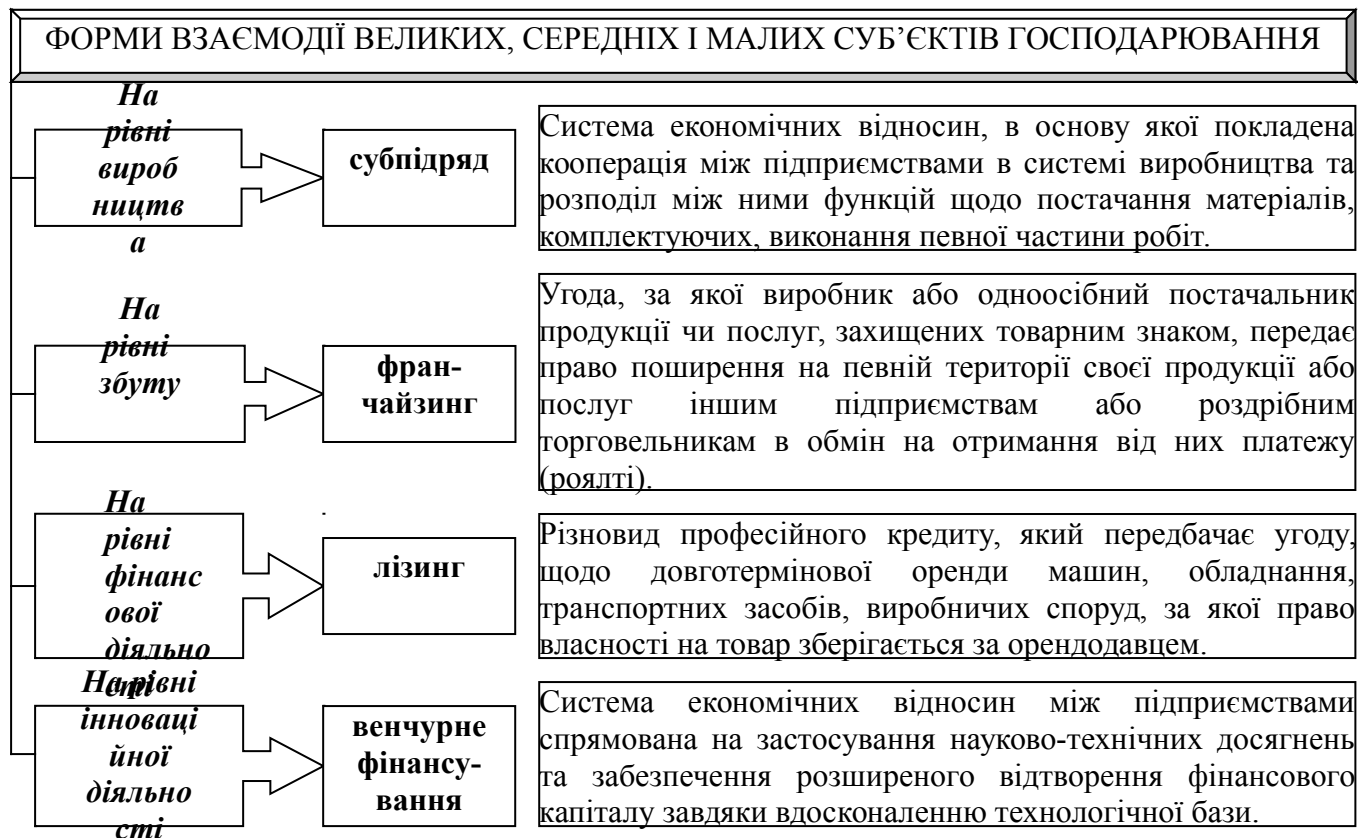 ФОРМИ ВЗАЄМОДІЇ ВЕЛИКИХ, СЕРЕДНІХ І МАЛИХ СУБ’ЄКТІВ ГОСПОДАРЮВАННЯ
На
рівні
вироб
ництв
а
субпідряд
Система економічних відносин, в основу якої покладена
кооперація між підприємствами в системі виробництва та
розподіл між ними функцій щодо постачання матеріалів,
комплектуючих, виконання певної частини робіт.
На
рівні
збуту
фран-
чайзинг
Угода, за якої виробник або одноосібний постачальник
продукції чи послуг, захищених товарним знаком, передає
право поширення на певній території своєї продукції або
послуг іншим підприємствам або роздрібним
торговельникам в обмін на отримання від них платежу
(роялті).
На
рівні
фінанс
ової
діяльно
сті
лізинг
Різновид професійного кредиту, який передбачає угоду,
щодо довготермінової оренди машин, обладнання,
транспортних засобів, виробничих споруд, за якої право
власності на товар зберігається за орендодавцем.
На рівні
інноваці
йної
діяльно
сті
венчурне
фінансу-
вання
Система економічних відносин між підприємствами
спрямована на застосування науково-технічних досягнень
та забезпечення розширеного відтворення фінансового
капіталу завдяки вдосконаленню технологічної бази.